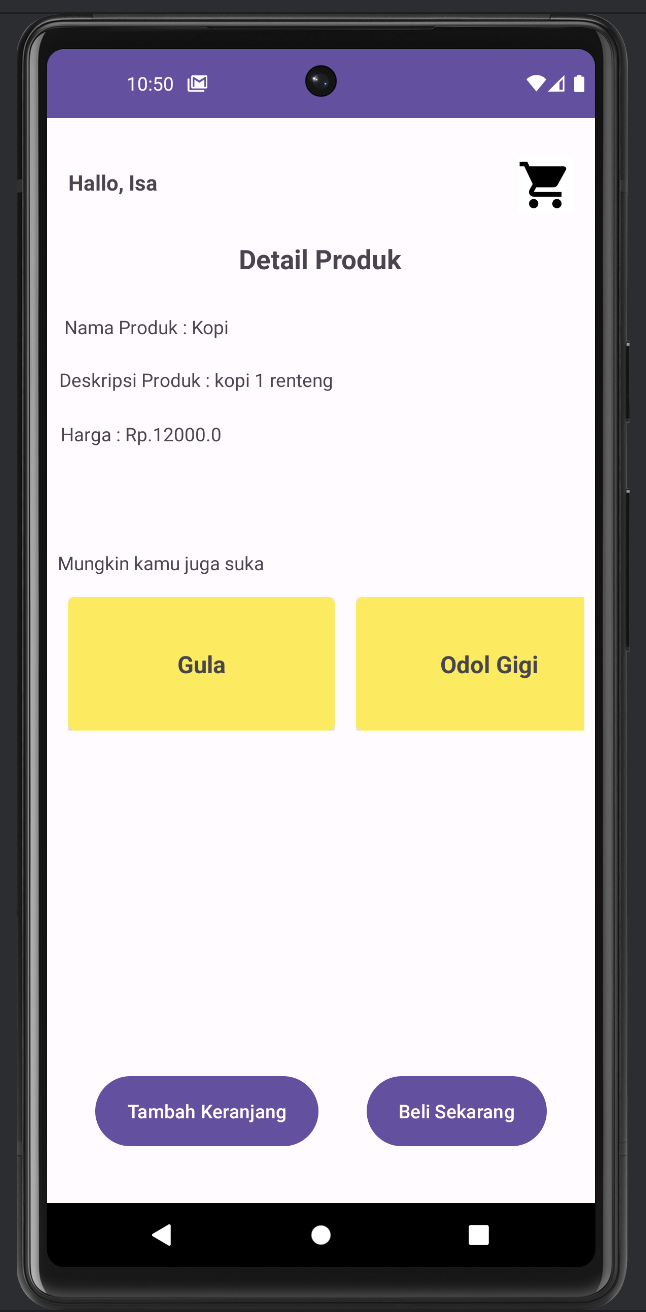 10:50
Hallo, Isa
Detail Produk
Nama Produk : Kopi
Deskripsi Produk : kopi 1 renteng
Harga : Rp.12000.0
Mungkin kamu juga suka
Gula
Odol Gigi
Tambah Keranjang
Beli Sekarang